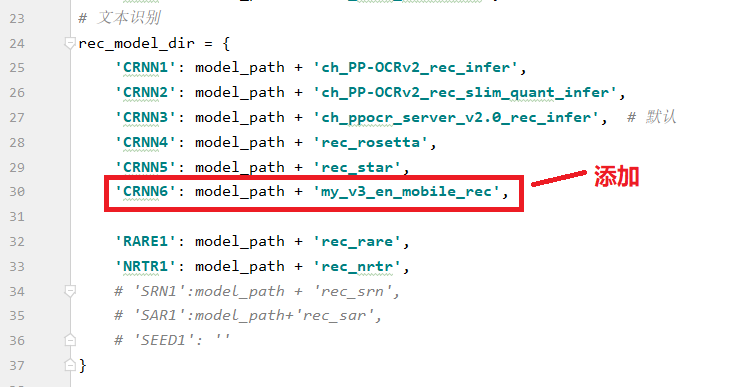 23 # 文本识别
24 rec_model_dir = {
25 'CRNN1': model_path + 'ch_PP-OCRv2_rec_infer',
26 'CRNN2': model_path + 'ch_PP-OCRv2_rec_slim_quant_infer',
27 'CRNN3': model_path + 'ch_ppocr_server_v2.0_rec_infer',  # 默认
28 'CRNN4': model_path + 'rec_rosetta',
29 'CRNN5': model_path + 'rec_star',
30 'CRNN6': model_path + 'my_v3_en_mobile_rec', 添加
31
32 'RARE1': model_path + 'rec_rare',
33 'NRTR1': model_path + 'rec_nrtr',
34 # 'SRN1':model_path + 'rec_srn',
35 # 'SAR1':model_path+'rec_sar',
36 # 'SEED1': ''
37 }